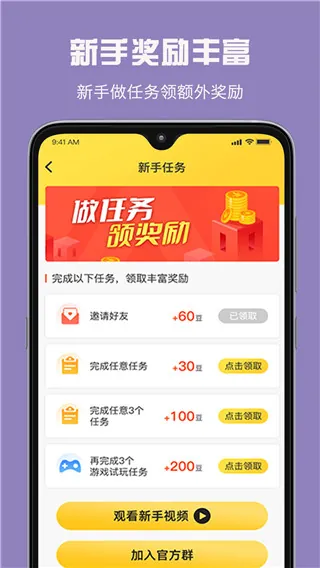 新手奖励丰富
新手做任务领额外奖励
9:41 AM
新手任务
做任务
领奖励
完成以下任务，领取丰富奖励
邀请好友
+60豆
已领取
完成任意任务
+30豆
点击领取
完成任意3个
任务
+100豆
点击领取
再完成3个
游戏试玩任务
+200豆
点击领取
观看新手视频
加入官方群